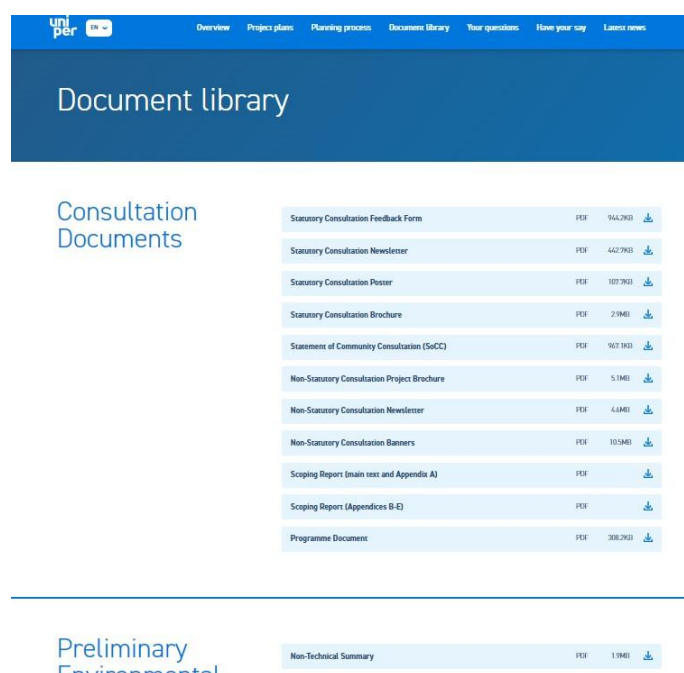 uni
per
EN
Overview Project plans Planning process Document library Your questions Have your say Latest news
Document library
Consultation
Documents
Statutory Consultation Feedback Form PDF 944.2KB
Statutory Consultation Newsletter PDF 442.7KB
Statutory Consultation Poster PDF 107.7KB
Statutory Consultation Brochure PDF 2.9MB
Statement of Community Consultation (SoCC) PDF 967.1KB
Non-Statutory Consultation Project Brochure PDF 5.1MB
Non-Statutory Consultation Newsletter PDF 4.6MB
Non-Statutory Consultation Banners PDF 10.5MB
Scoping Report (main text and Appendix A) PDF
Scoping Report (Appendices B-E) PDF
Programme Document PDF 308.2KB
Preliminary
Environmental
Non-Technical Summary PDF 1.9MB